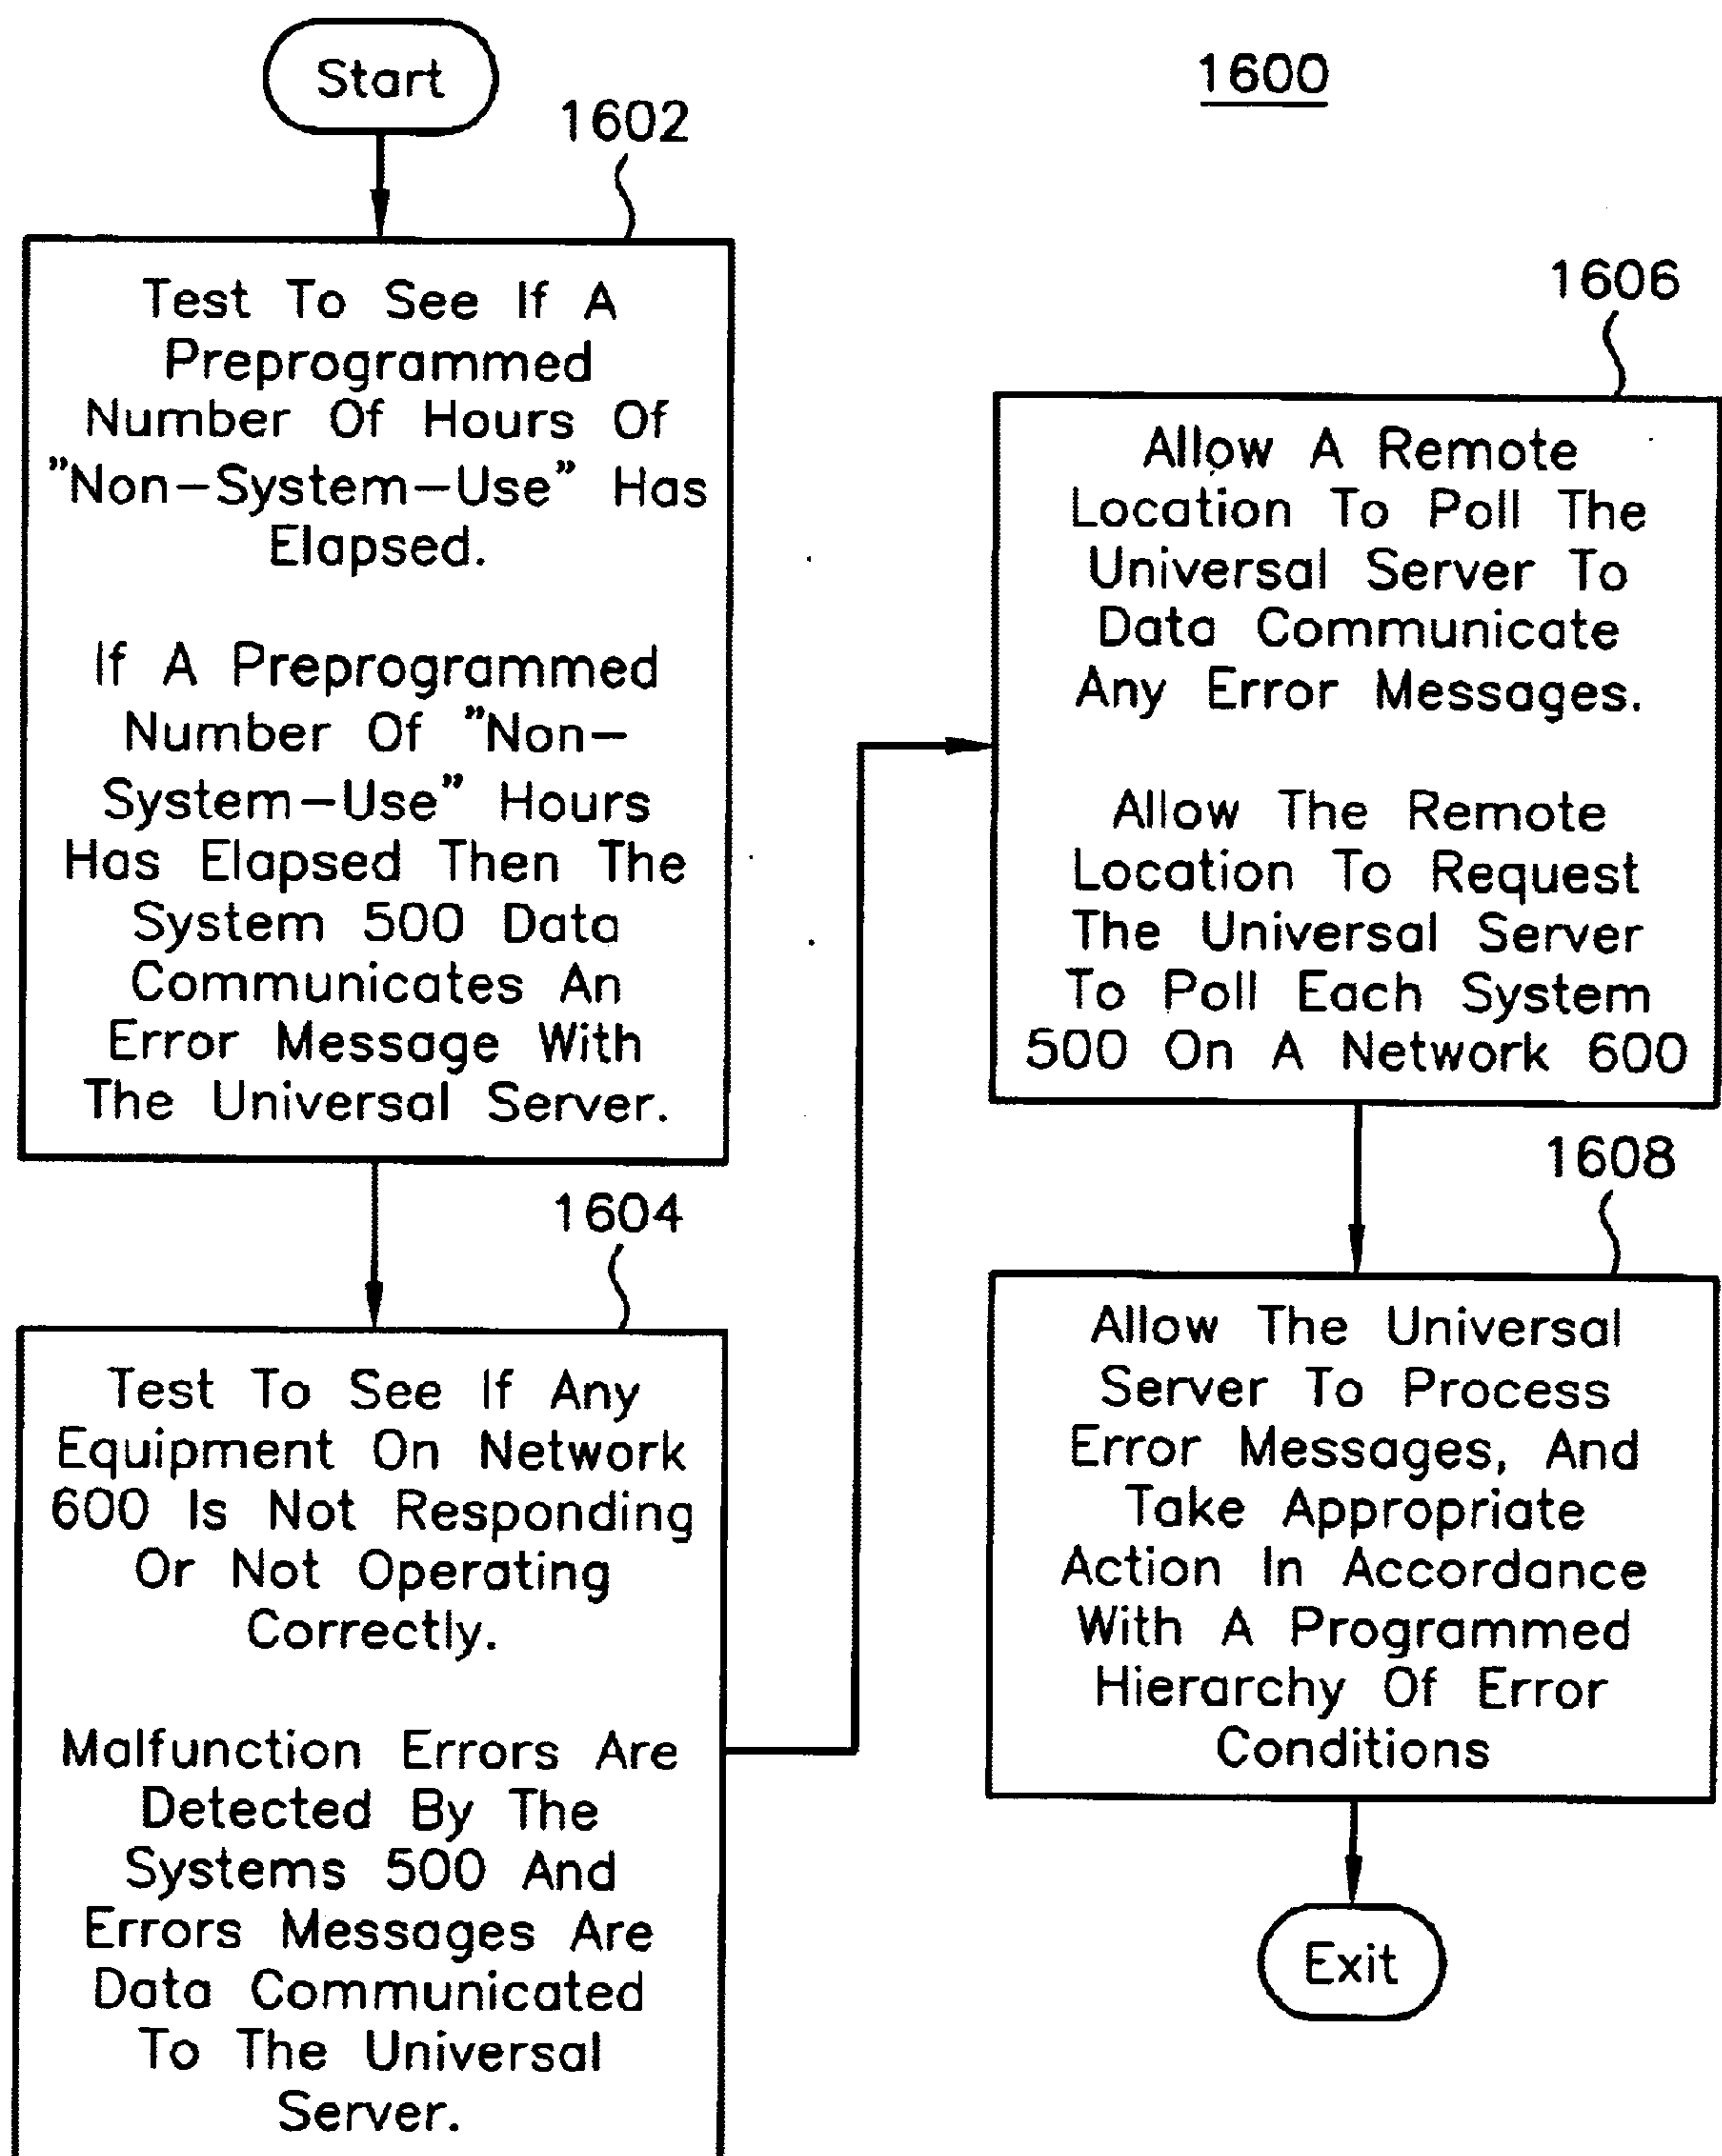 Start
1600
1602
Test To See If A
Preprogrammed
Number Of Hours Of
"Non-System-Use" Has
Elapsed.
If A Preprogrammed
Number Of "Non-
System-Use" Hours
Has Elapsed Then The
System 500 Data
Communicates An
Error Message With
The Universal Server.
1604
Test To See If Any
Equipment On Network
600 Is Not Responding
Or Not Operating
Correctly.
Malfunction Errors Are
Detected By The
Systems 500 And
Errors Messages Are
Data Communicated
To The Universal
Server.
1606
Allow A Remote
Location To Poll The
Universal Server To
Data Communicate
Any Error Messages.
Allow The Remote
Location To Request
The Universal Server
To Poll Each System
500 On A Network 600
1608
Allow The Universal
Server To Process
Error Messages, And
Take Appropriate
Action In Accordance
With A Programmed
Hierarchy Of Error
Conditions
Exit